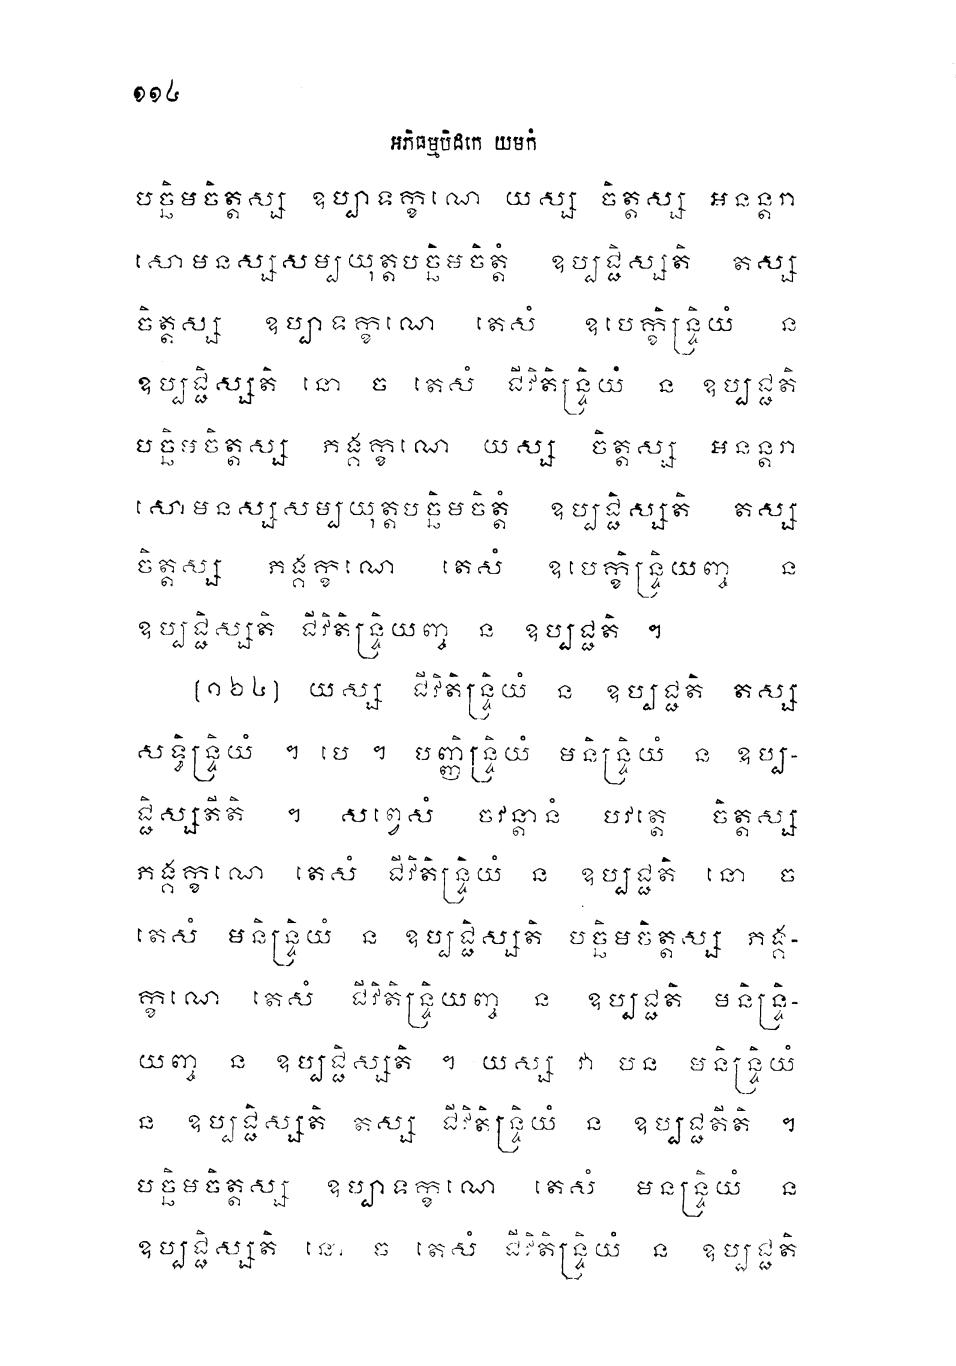 ១១៤
អភិធម្មបិដកេ យមកំ
បច្ឆិមចិត្តស្ស ឧប្បាទក្ខណេ យស្ស ចិត្តស្ស អនន្តរា
សោមនស្សសម្បយុត្តបច្ឆិមចិត្តំ ឧប្បជ្ជិស្សតិ តស្ស
ចិត្តស្ស ឧប្បាទក្ខណោ តេសំ ឧបេក្ខិន្ទ្រិយំ ន
ឧប្បជ្ជិស្សតិ នោ ច តេសំ ជីវិតិន្ទ្រិយំ ន ឧប្បជ្ជតិ
បច្ឆិមចិត្តស្ស ភង្គក្ខណេ យស្ស ចិត្តស្ស អនន្តរា
សោមនស្សសម្បយុត្តបច្ឆិមចិត្តំ ឧប្បជ្ជិស្សតិ តស្ស
ចិត្តស្ស ភង្គក្ខណេ តេសំ ឧបេក្ខិន្ទ្រិយញ្ច ន
ឧប្បជ្ជិស្សតិ ជីវិតិន្ទ្រិយញ្ច ន ឧប្បជ្ជតិ ។
(១៦៤) យស្ស ជីវិតិន្ទ្រិយំ ន ឧប្បជ្ជតិ តស្ស
សទ្ធិន្ទ្រិយំ ។ បេ ។ បញ្ញិន្ទ្រិយំ មនិន្ទ្រិយំ ន ឧប្ប-
ជ្ជិស្សតីតិ ។ សព្វេសំ ចវន្តានំ បវត្តេ ចិត្តស្ស
ភង្គក្ខណេ តេសំ ជីវិតិន្ទ្រិយំ ន ឧប្បជ្ជតិ នោ ច
តេសំ មនិន្ទ្រិយំ ន ឧប្បជ្ជិស្សតិ បច្ឆិមចិត្តស្ស ភង្គ-
ក្ខណេ តេសំ ជីវិតិន្ទ្រិយញ្ច ន ឧប្បជ្ជតិ មនិន្ទ្រិ-
យញ្ច ន ឧប្បជ្ជិស្សតិ ។ យស្ស វា បន មនិន្ទ្រិយំ
ន ឧប្បជ្ជិស្សតិ តស្ស ជីវិតិន្ទ្រិយំ ន ឧប្បជ្ជតីតិ ។
បច្ឆិមចិត្តស្ស ឧប្បាទក្ខណេ តេសំ មនន្ទ្រិយំ ន
ឧប្បជ្ជិស្សតិ នោ ច តេសំ ជីវិតិន្ទ្រិយំ ន ឧប្បជ្ជតិ